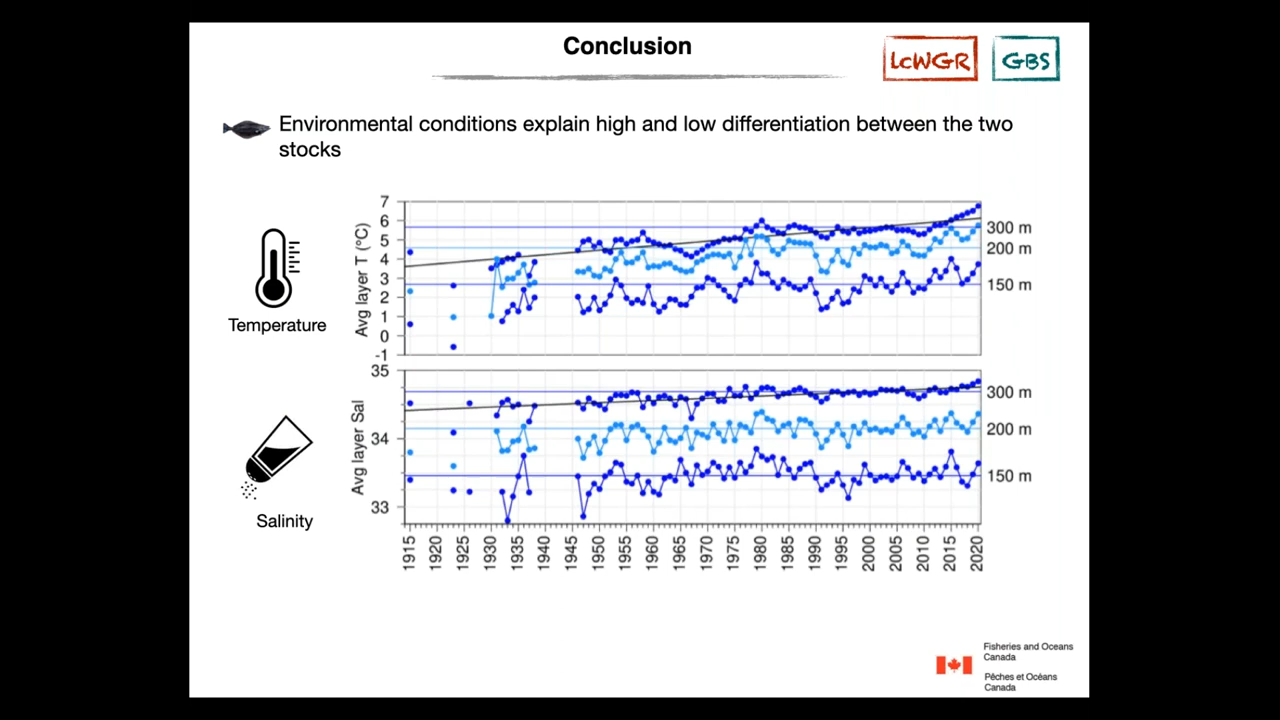 Conclusion
LcWGR
GBS
Environmental conditions explain high and low differentiation between the two
stocks
Temperature
Avg layer T (°C)
7
6
5
4
3
2
1
0
-1
300 m
200 m
150 m
Salinity
Avg layer Sal
35
34
33
300 m
200 m
150 m
1915
1920
1925
1930
1935
1940
1945
1950
1955
1960
1965
1970
1975
1980
1985
1990
1995
2000
2005
2010
2015
2020
Fisheries and Oceans
Canada
Pêches et Océans
Canada